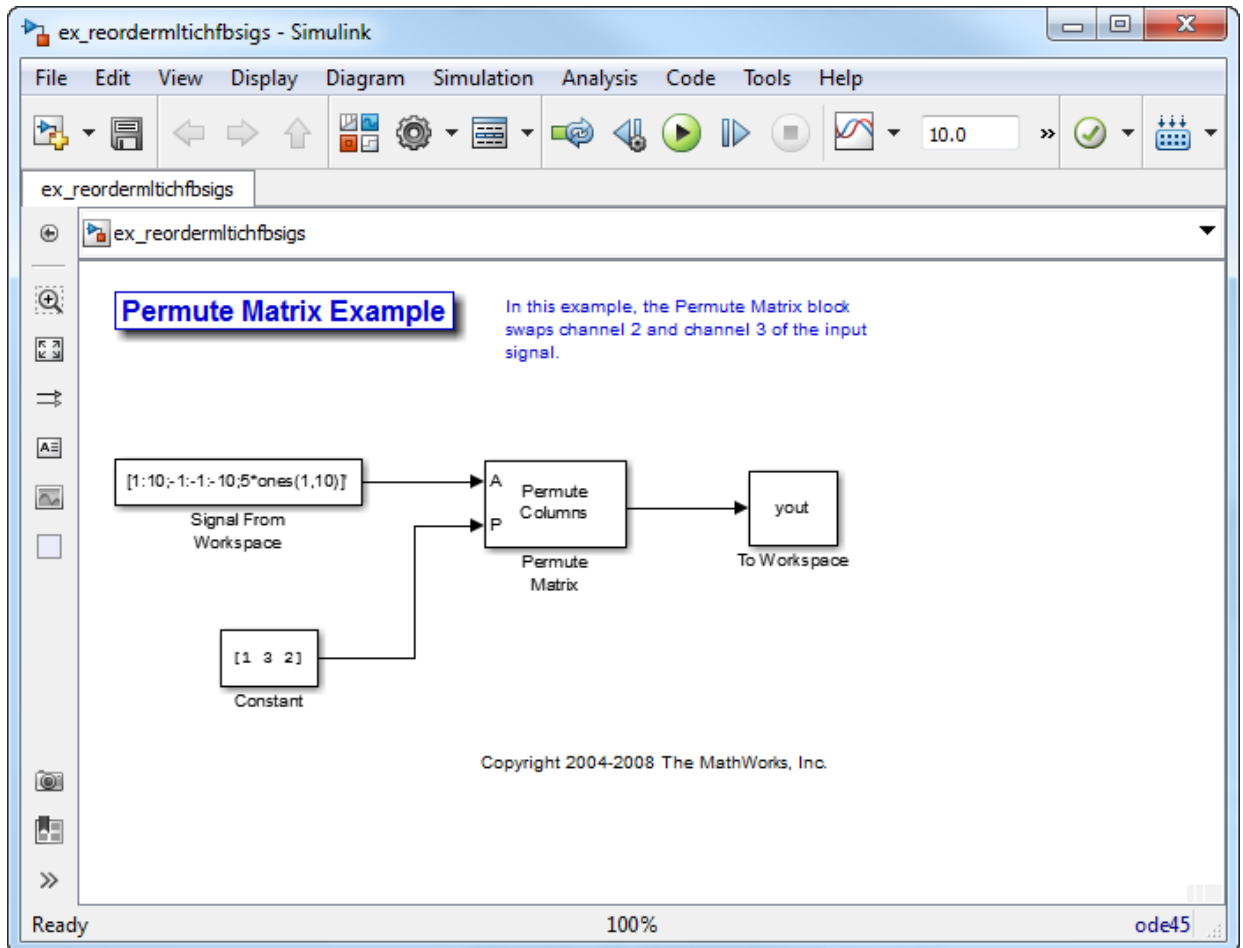 ex_reordermltichfbsigs - Simulink
File Edit View Display Diagram Simulation Analysis Code Tools Help
10.0
ex_reordermltichfbsigs
ex_reordermltichfbsigs
Permute Matrix Example
In this example, the Permute Matrix block
swaps channel 2 and channel 3 of the input
signal.
[1:10;-1:-1:-10;5*ones(1,10)]'
Signal From
Workspace
A
P
Permute
Columns
Permute
Matrix
yout
To Workspace
[1 3 2]
Constant
Copyright 2004-2008 The MathWorks, Inc.
Ready 100% ode45